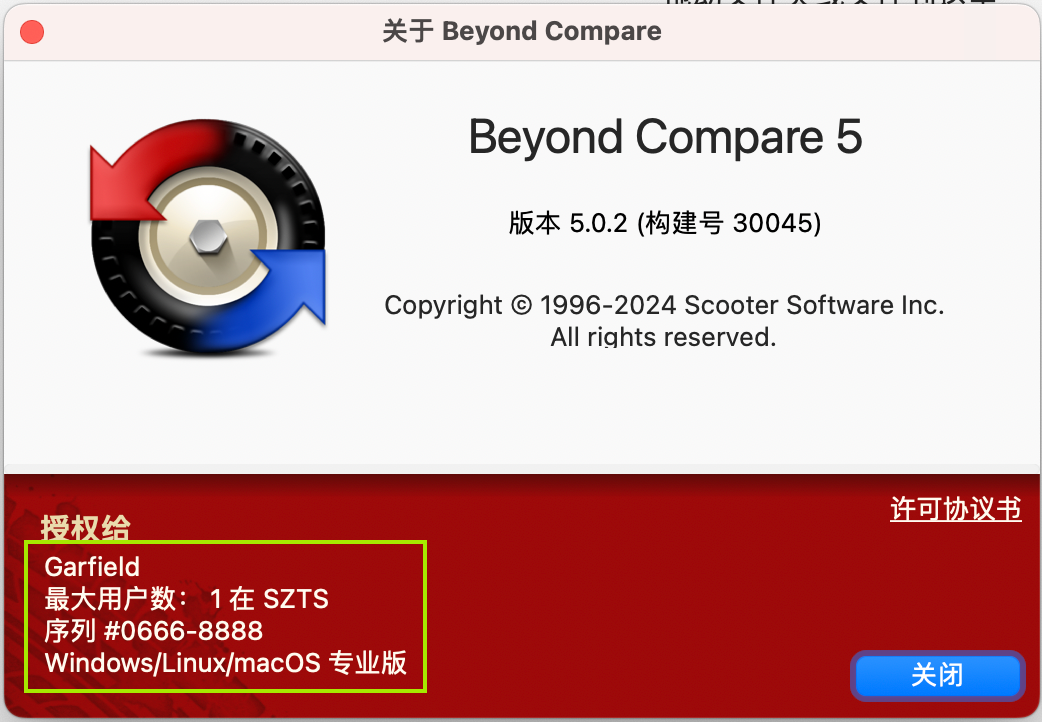 关于 Beyond Compare
Beyond Compare 5
版本 5.0.2 (构建号 30045)
Copyright © 1996-2024 Scooter Software Inc.
All rights reserved.
许可协议书
授权给
Garfield
最大用户数： 1 在 SZTS
序列 #0666-8888
Windows/Linux/macOS 专业版
关闭